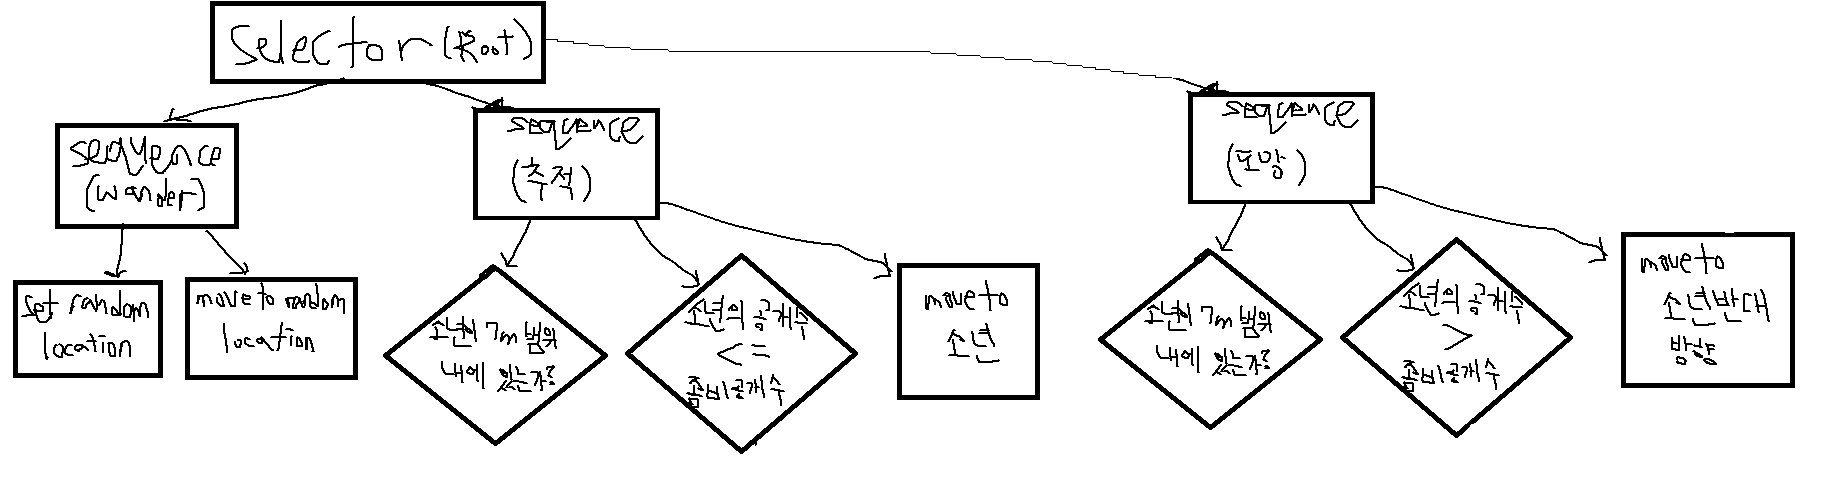 Selector (Root)
sequence
(wander)
sequence
(추적)
sequence
(도망)
set random
location
move to random
location
소년이 7m 범위
내에 있는가?
소년의 공개수
<=
좀비공개수
move to
소년
소년이 7m 범위
내에 있는가?
소년의 공개수
>
좀비공개수
move to
소년반대
방향